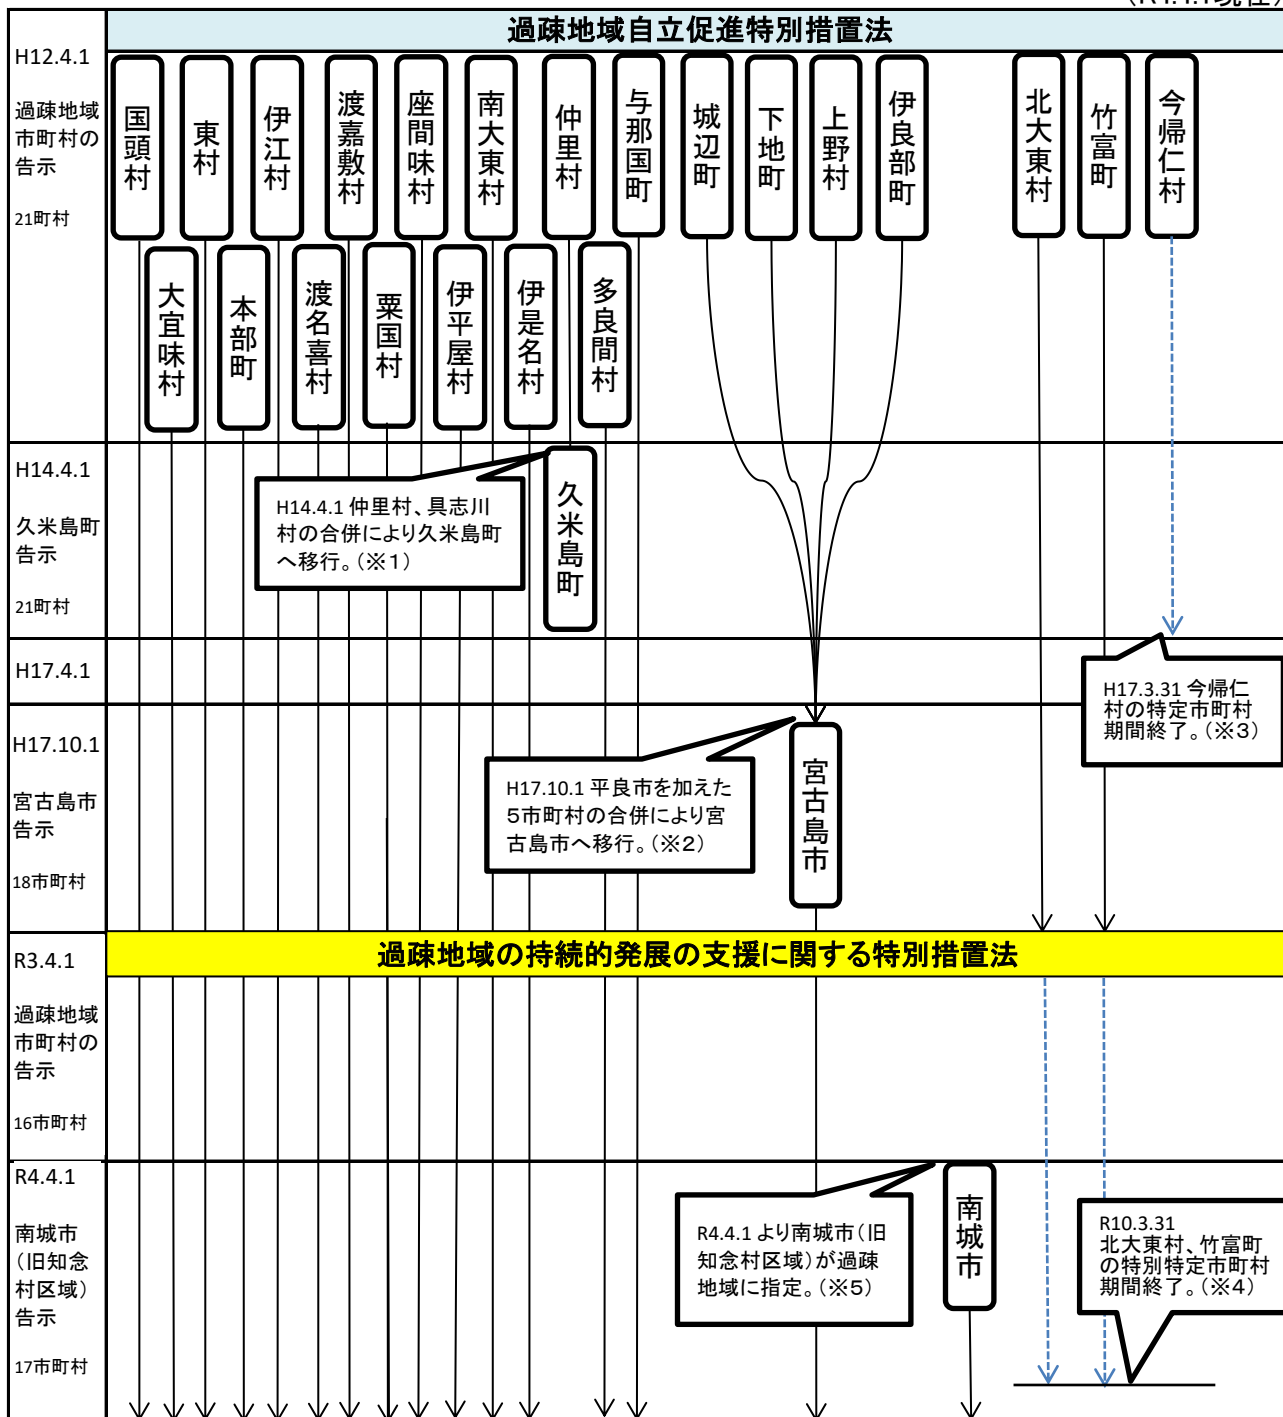 (R4.4.1現在)
過疎地域自立促進特別措置法
H12.4.1
過疎地域
市町村の
告示
21町村
国頭村
東村
伊江村
渡嘉敷村
座間味村
南大東村
仲里村
与那国町
城辺町
下地町
上野村
伊良部町
北大東村
竹富町
今帰仁村
大宜味村
本部町
渡名喜村
粟国村
伊平屋村
伊是名村
多良間村
H14.4.1
久米島町
告示
21町村
H14.4.1 仲里村、具志川
村の合併により久米島町
へ移行。(※1)
久米島町
H17.4.1
H17.3.31 今帰仁
村の特定市町村
期間終了。(※3)
H17.10.1
宮古島市
告示
18市町村
H17.10.1 平良市を加えた
5市町村の合併により宮
古島市へ移行。(※2)
宮古島市
過疎地域の持続的発展の支援に関する特別措置法
R3.4.1
過疎地域
市町村の
告示
16市町村
R4.4.1
南城市
(旧知念
村区域)
告示
17市町村
R4.4.1 より南城市(旧
知念村区域)が過疎
地域に指定。(※5)
南城市
R10.3.31
北大東村、竹富町
の特別特定市町村
期間終了。(※4)